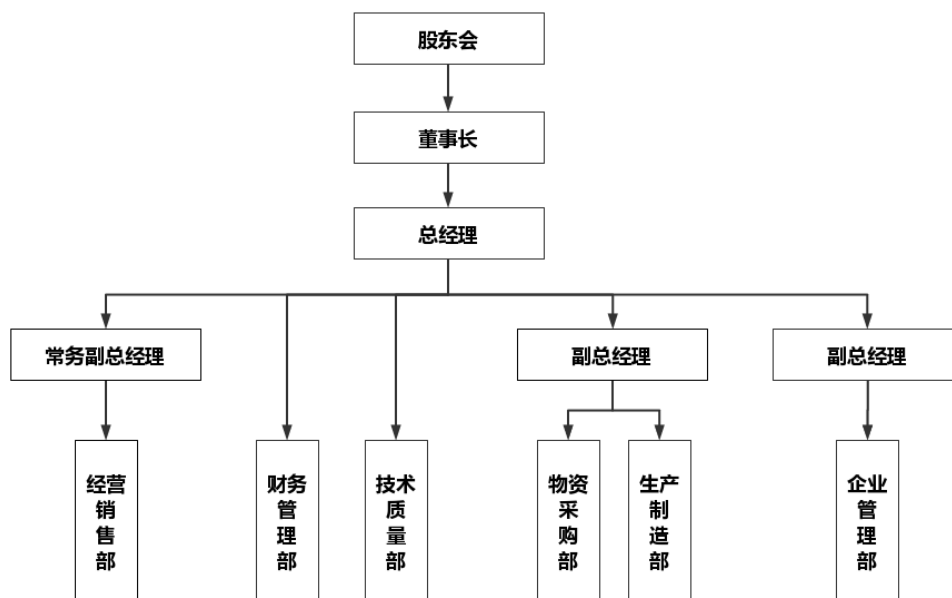 股东会
董事长
总经理
常务副总经理
副总经理
副总经理
经营
销
售
部
财务
管
理
部
技术
质
量
部
物资
采
购
部
生产
制
造
部
企业
管
理
部